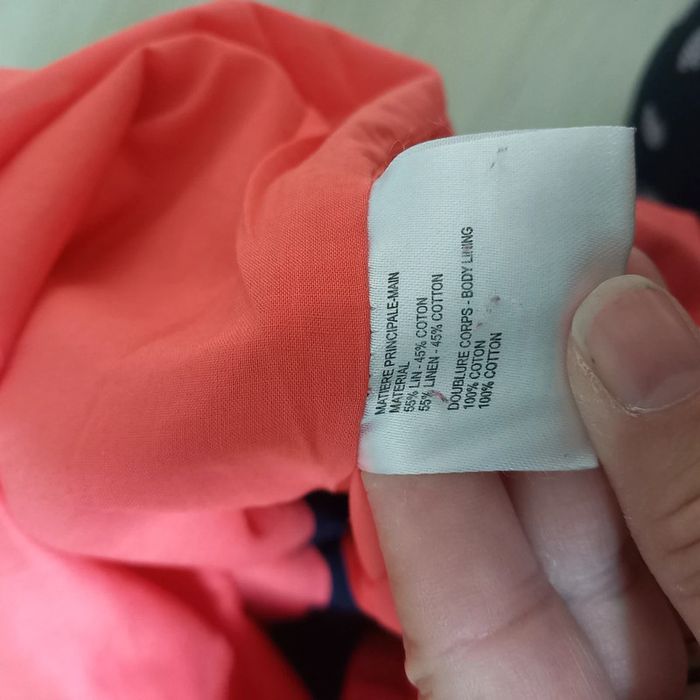 MATIERE PRINCIPALE-MAIN
MATERIAL
55% LIN - 45% COTON
55% LINEN - 45% COTTON
DOUBLURE CORPS - BODY LINING
100% COTON
100% COTTON